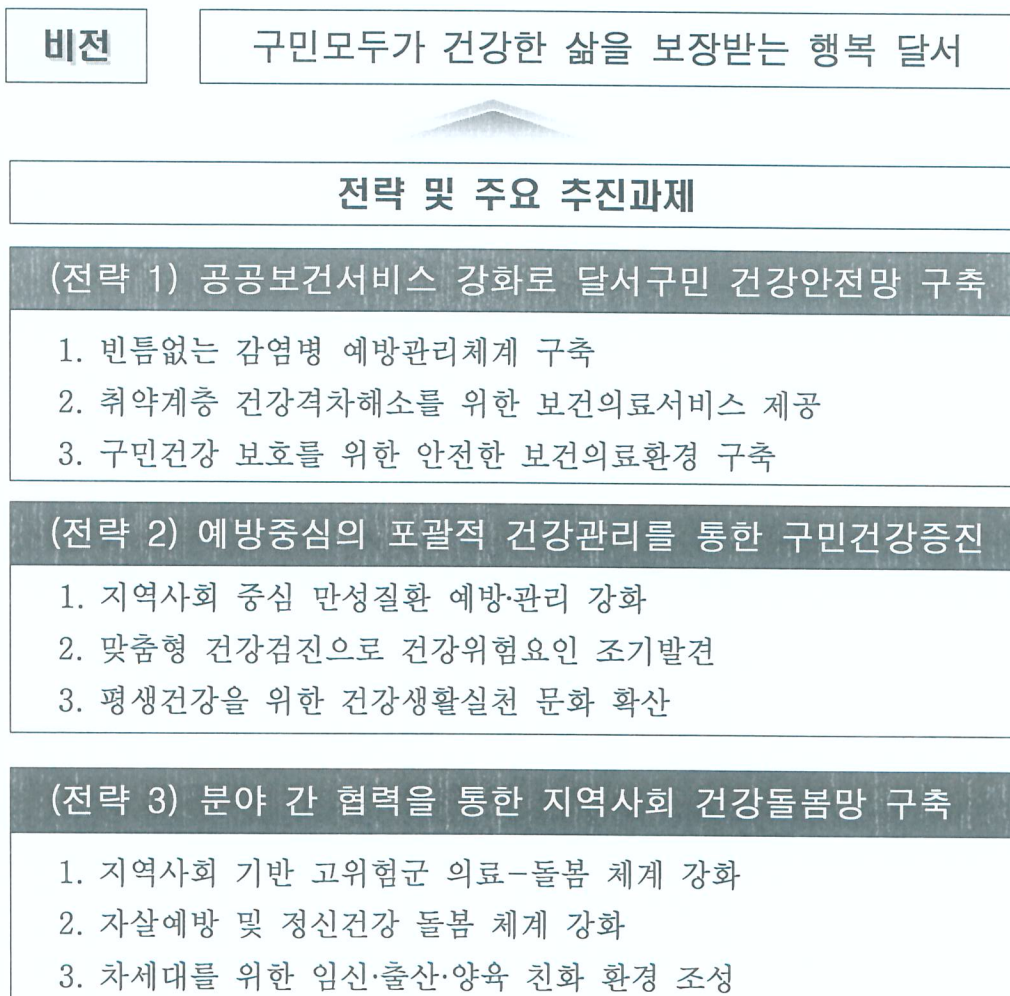 비전
구민모두가 건강한 삶을 보장받는 행복 달서
전략 및 주요 추진과제
(전략 1) 공공보건서비스 강화로 달서구민 건강안전망 구축
1. 빈틈없는 감염병 예방관리체계 구축
2. 취약계층 건강격차해소를 위한 보건의료서비스 제공
3. 구민건강 보호를 위한 안전한 보건의료환경 구축
(전략 2) 예방중심의 포괄적 건강관리를 통한 구민건강증진
1. 지역사회 중심 만성질환 예방·관리 강화
2. 맞춤형 건강검진으로 건강위험요인 조기발견
3. 평생건강을 위한 건강생활실천 문화 확산
(전략 3) 분야 간 협력을 통한 지역사회 건강돌봄망 구축
1. 지역사회 기반 고위험군 의료-돌봄 체계 강화
2. 자살예방 및 정신건강 돌봄 체계 강화
3. 차세대를 위한 임신·출산·양육 친화 환경 조성